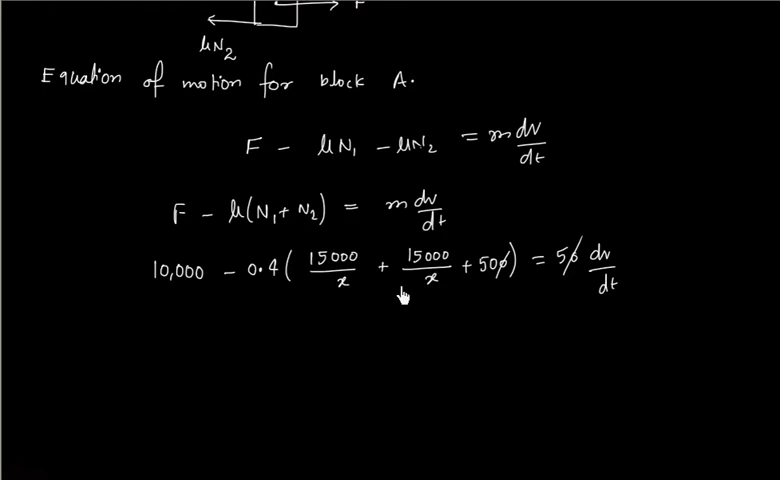 F
μN₂
Equation of motion for block A.
F - μN₁ - μN₂ = m dv/dt
F - μ(N₁ + N₂) = m dv/dt
10,000 - 0.4 ( 15000/x + 15000/x + 500 ) = 50 dv/dt